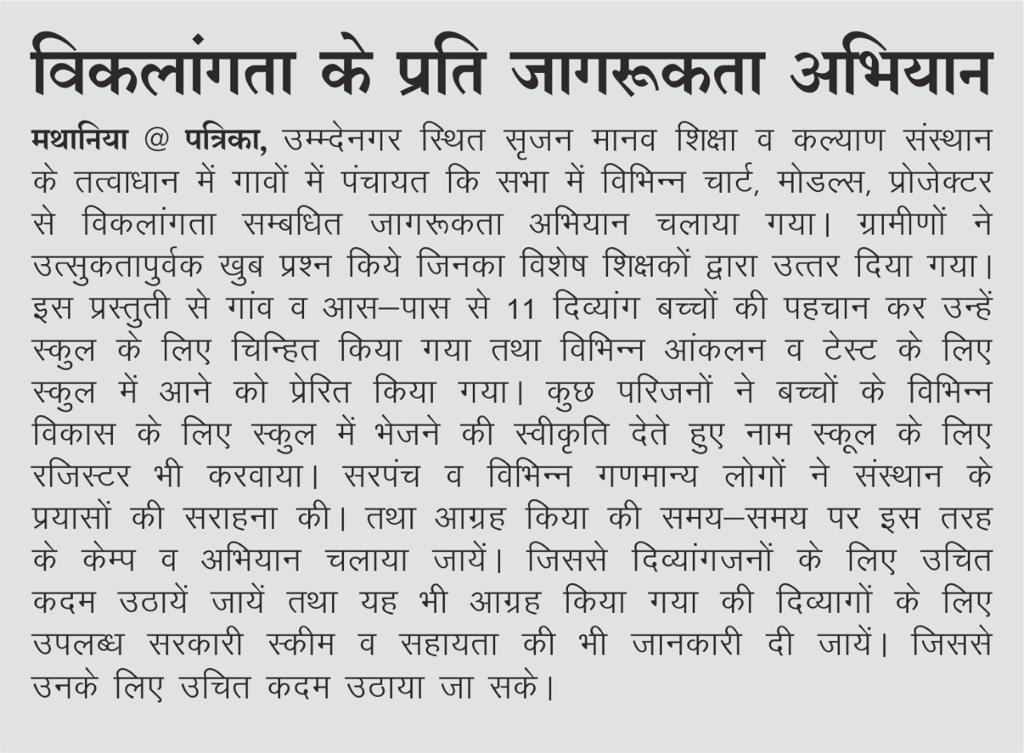 विकलांगता के प्रति जागरूकता अभियान
मथानिया @ पत्रिका, उम्म्देनगर स्थित सृजन मानव शिक्षा व कल्याण संस्थान
के तत्वाधान में गावों में पंचायत कि सभा में विभिन्न चार्ट, मोडल्स, प्रोजेक्टर
से विकलांगता सम्बधित जागरूकता अभियान चलाया गया। ग्रामीणों ने
उत्सुकतापुर्वक खुब प्रश्न किये जिनका विशेष शिक्षकों द्वारा उत्तर दिया गया।
इस प्रस्तुती से गांव व आस–पास से 11 दिव्यांग बच्चों की पहचान कर उन्हें
स्कुल के लिए चिन्हित किया गया तथा विभिन्न आंकलन व टेस्ट के लिए
स्कुल में आने को प्रेरित किया गया। कुछ परिजनों ने बच्चों के विभिन्न
विकास के लिए स्कुल में भेजने की स्वीकृति देते हुए नाम स्कूल के लिए
रजिस्टर भी करवाया। सरपंच व विभिन्न गणमान्य लोगों ने संस्थान के
प्रयासों की सराहना की। तथा आग्रह किया की समय–समय पर इस तरह
के केम्प व अभियान चलाया जायें। जिससे दिव्यांगजनों के लिए उचित
कदम उठायें जायें तथा यह भी आग्रह किया गया की दिव्यागों के लिए
उपलब्ध सरकारी स्कीम व सहायता की भी जानकारी दी जायें। जिससे
उनके लिए उचित कदम उठाया जा सके।